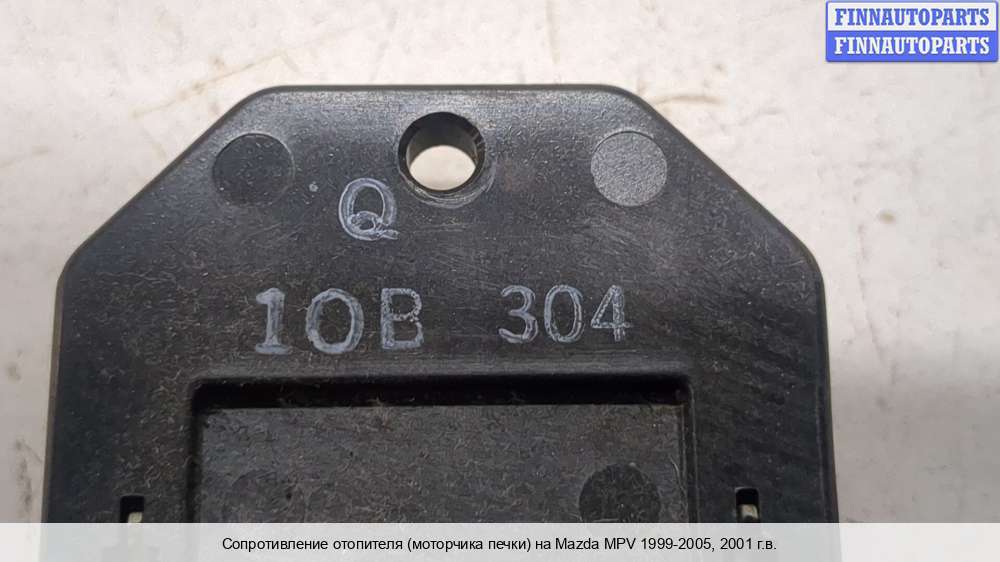 FINNAUTOPARTS
FINNAUTOPARTS
Q
10B 304
Сопротивление отопителя (моторчика печки) на Mazda MPV 1999-2005, 2001 г.в.